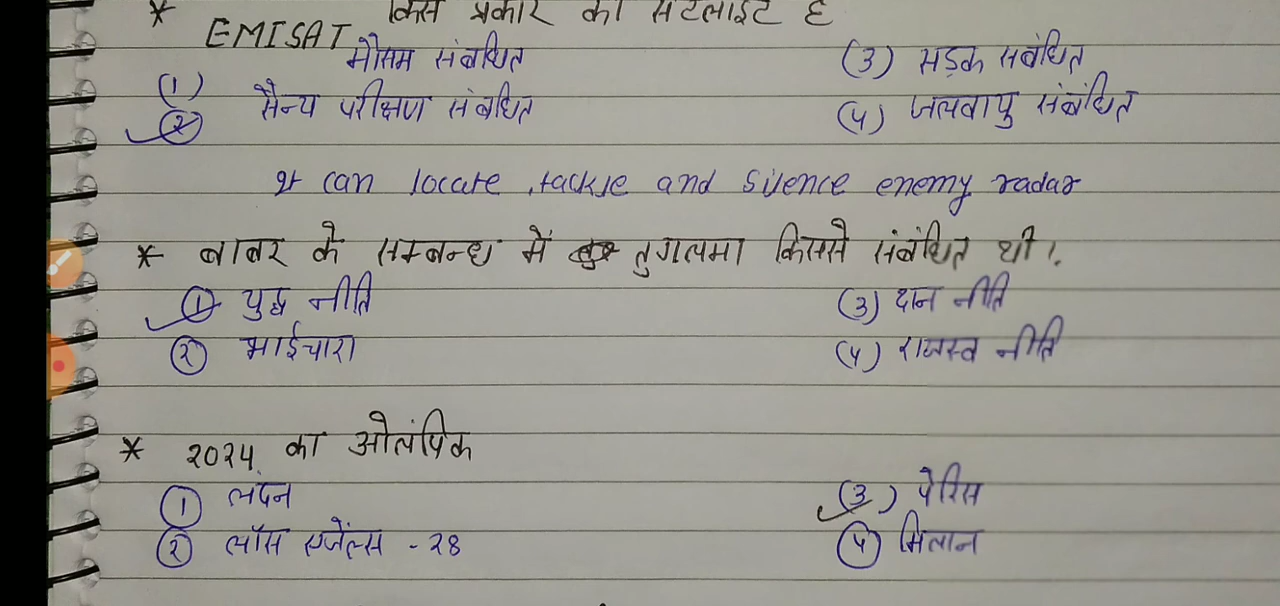 * EMISAT किस प्रकार का सेटेलाइट है
(1) मौसम संबंधित (3) सड़क संबंधित
(2) सैन्य परीक्षण संबंधित (4) जलवायु संबंधित
It can locate, tackle and silence enemy radar
* बाबर के सम्बन्ध में तुगलमा किससे संबंधित थी।
(1) युद्ध नीति (3) दान नीति
(2) भाईचारा (4) राजस्व नीति
* 2024 का ओलंपिक
(1) लंदन (3) पेरिस
(2) लॉस एजेंल्स - 28 (4) मिलान